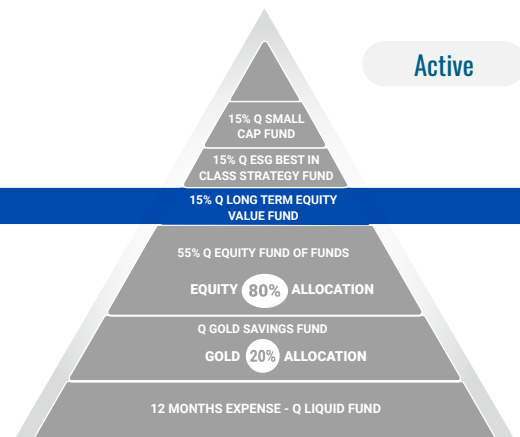 Active
15% Q SMALL
CAP FUND
15% Q ESG BEST IN
CLASS STRATEGY FUND
15% Q LONG TERM EQUITY
VALUE FUND
55% Q EQUITY FUND OF FUNDS
EQUITY 80% ALLOCATION
Q GOLD SAVINGS FUND
GOLD 20% ALLOCATION
12 MONTHS EXPENSE - Q LIQUID FUND